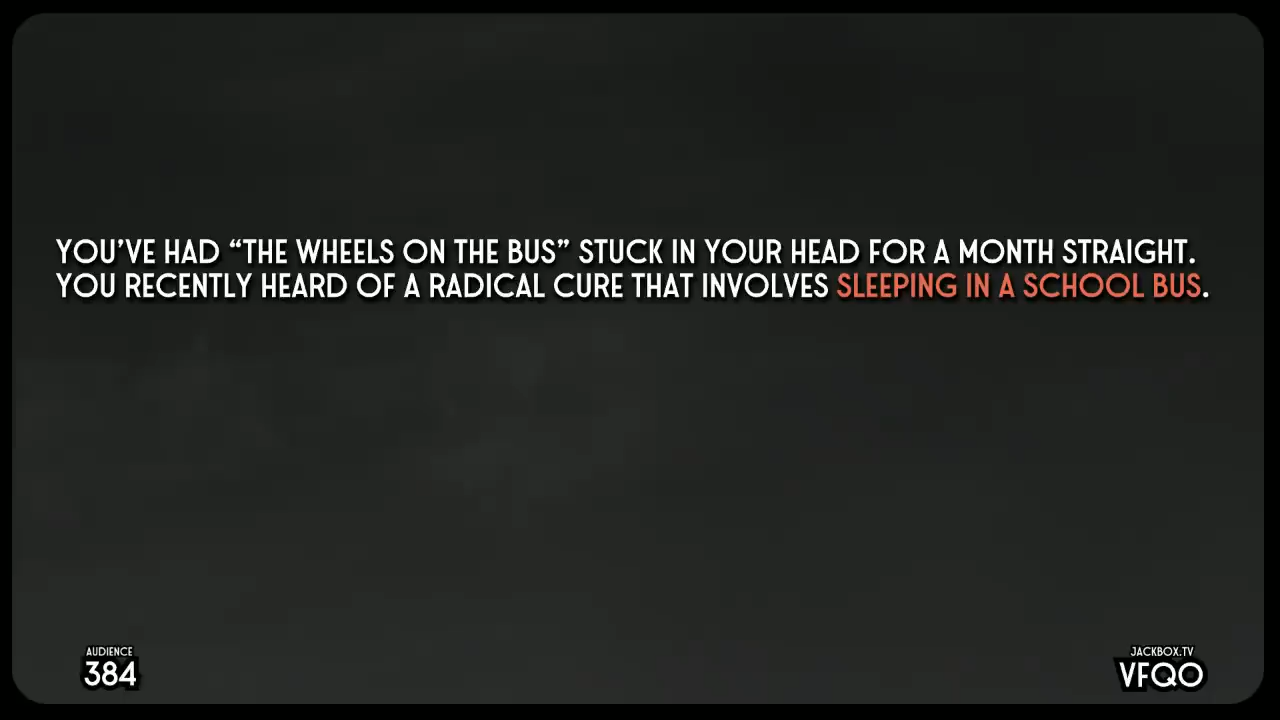 YOU'VE HAD “THE WHEELS ON THE BUS” STUCK IN YOUR HEAD FOR A MONTH STRAIGHT.
YOU RECENTLY HEARD OF A RADICAL CURE THAT INVOLVES SLEEPING IN A SCHOOL BUS.
AUDIENCE
384
JACKBOX.TV
VFQO